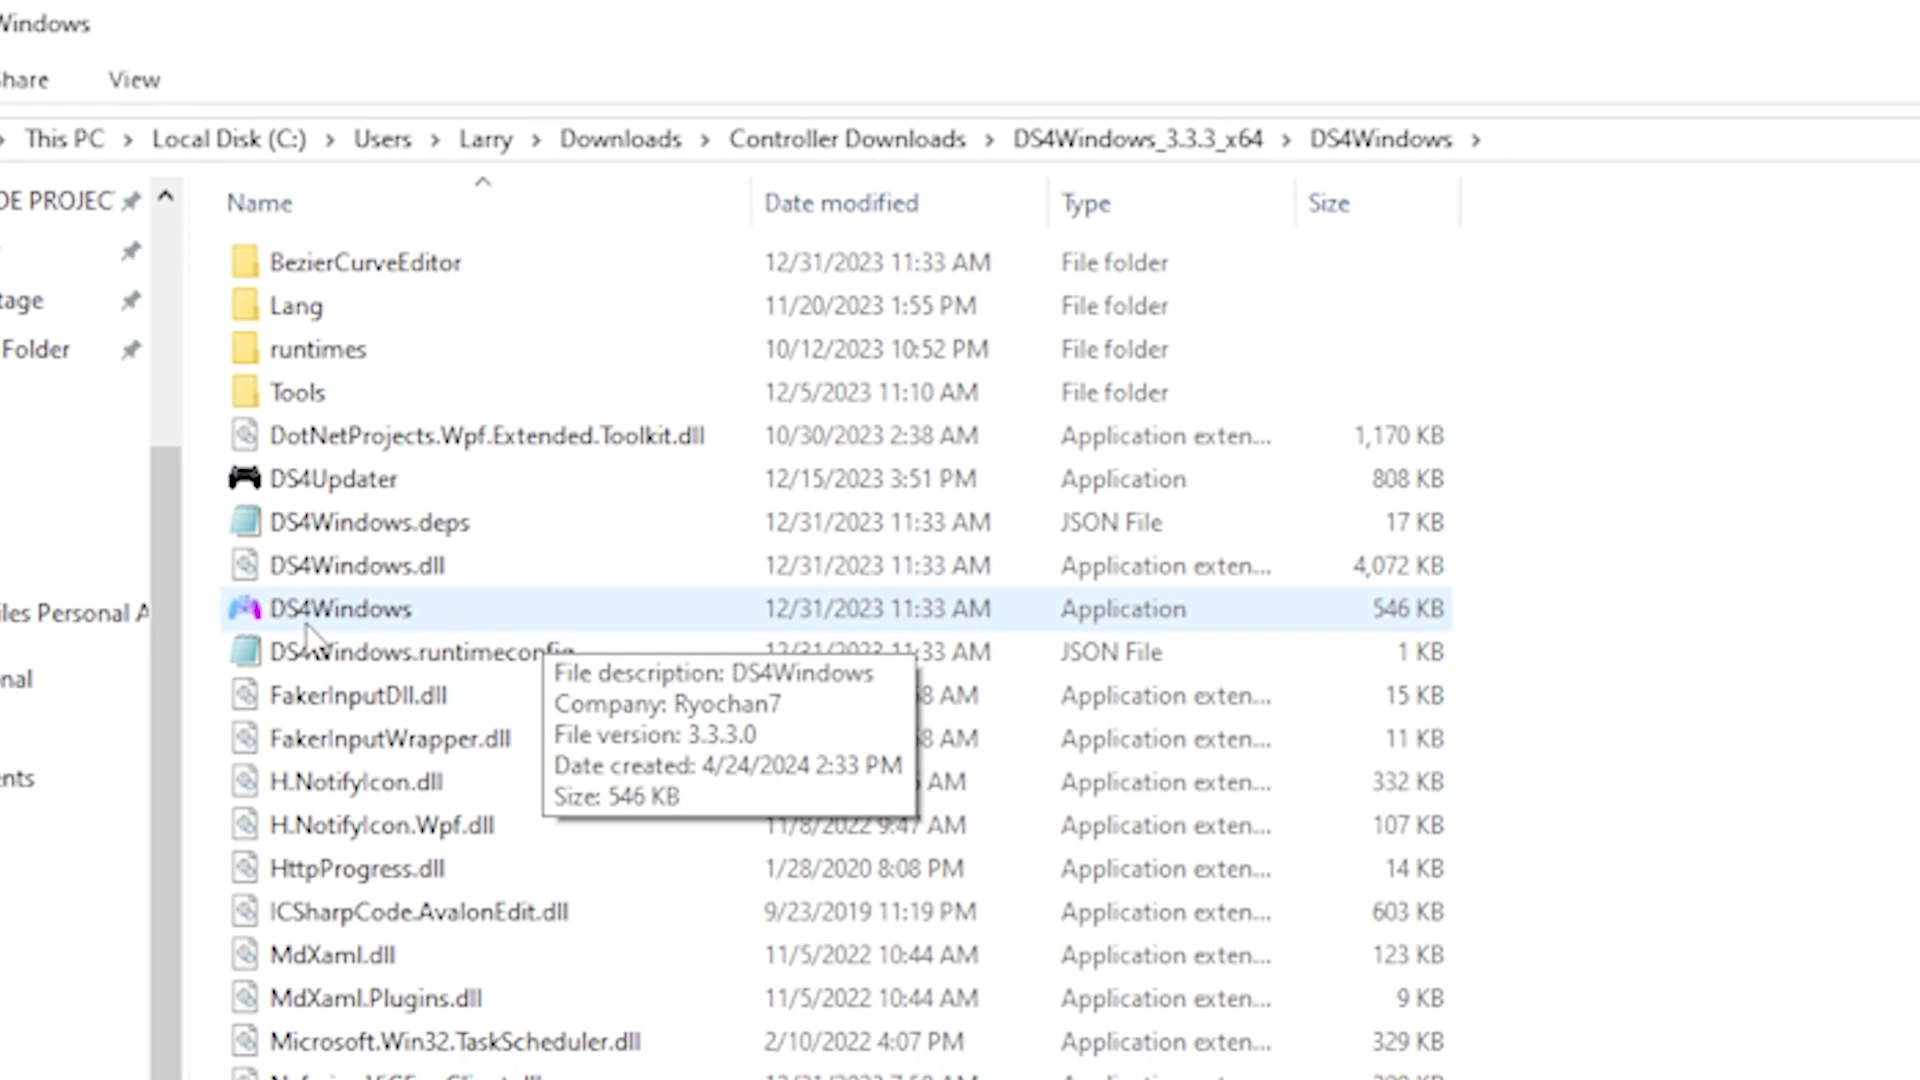 Windows
Share View
This PC > Local Disk (C:) > Users > Larry > Downloads > Controller Downloads > DS4Windows_3.3.3_x64 > DS4Windows >
DE PROJEC
tage
Folder
iles Personal A
nal
ents
Name Date modified Type Size
BezierCurveEditor 12/31/2023 11:33 AM File folder
Lang 11/20/2023 1:55 PM File folder
runtimes 10/12/2023 10:52 PM File folder
Tools 12/5/2023 11:10 AM File folder
DotNetProjects.Wpf.Extended.Toolkit.dll 10/30/2023 2:38 AM Application exten... 1,170 KB
DS4Updater 12/15/2023 3:51 PM Application 808 KB
DS4Windows.deps 12/31/2023 11:33 AM JSON File 17 KB
DS4Windows.dll 12/31/2023 11:33 AM Application exten... 4,072 KB
DS4Windows 12/31/2023 11:33 AM Application 546 KB
DS4Windows.runtimeconfig 12/31/2023 11:33 AM JSON File 1 KB
FakerInputDll.dll 8 AM Application exten... 15 KB
FakerInputWrapper.dll 8 AM Application exten... 11 KB
H.NotifyIcon.dll AM Application exten... 332 KB
H.NotifyIcon.Wpf.dll 11/8/2022 9:47 AM Application exten... 107 KB
HttpProgress.dll 1/28/2020 8:08 PM Application exten... 14 KB
ICSharpCode.AvalonEdit.dll 9/23/2019 11:19 PM Application exten... 603 KB
MdXaml.dll 11/5/2022 10:44 AM Application exten... 123 KB
MdXaml.Plugins.dll 11/5/2022 10:44 AM Application exten... 9 KB
Microsoft.Win32.TaskScheduler.dll 2/10/2022 4:07 PM Application exten... 329 KB
File description: DS4Windows
Company: Ryochan7
File version: 3.3.3.0
Date created: 4/24/2024 2:33 PM
Size: 546 KB